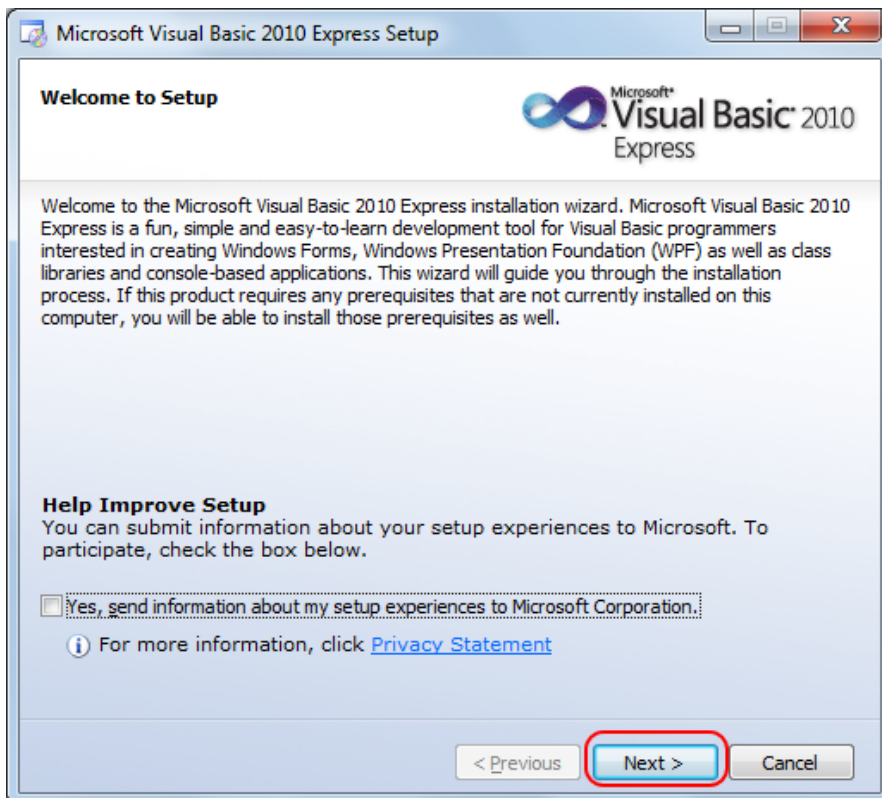 Microsoft Visual Basic 2010 Express Setup
Welcome to Setup
Microsoft®
Visual Basic® 2010
Express
Welcome to the Microsoft Visual Basic 2010 Express installation wizard. Microsoft Visual Basic 2010
Express is a fun, simple and easy-to-learn development tool for Visual Basic programmers
interested in creating Windows Forms, Windows Presentation Foundation (WPF) as well as class
libraries and console-based applications. This wizard will guide you through the installation
process. If this product requires any prerequisites that are not currently installed on this
computer, you will be able to install those prerequisites as well.
Help Improve Setup
You can submit information about your setup experiences to Microsoft. To
participate, check the box below.
Yes, send information about my setup experiences to Microsoft Corporation.
For more information, click Privacy Statement
< Previous
Next >
Cancel